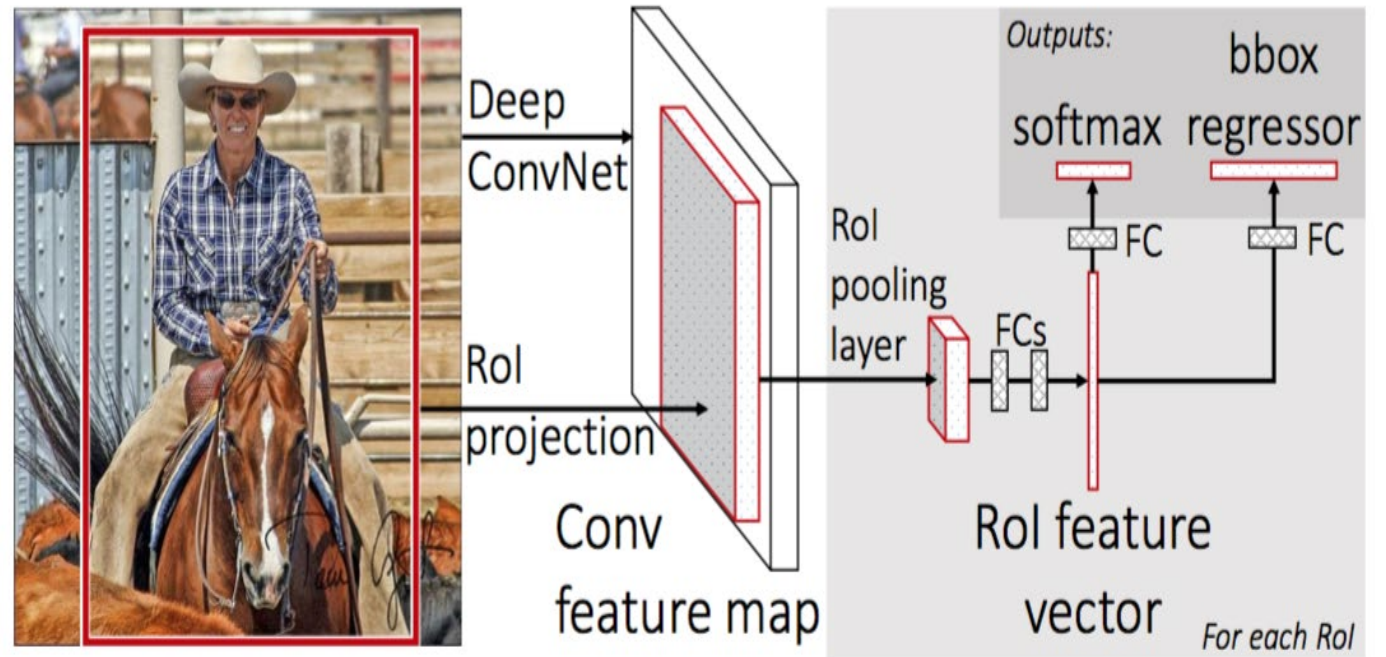 Deep
ConvNet
RoI
projection
Conv
feature map
RoI
pooling
layer
FCs
RoI feature
vector
For each RoI
Outputs:
softmax
bbox
regressor
FC
FC